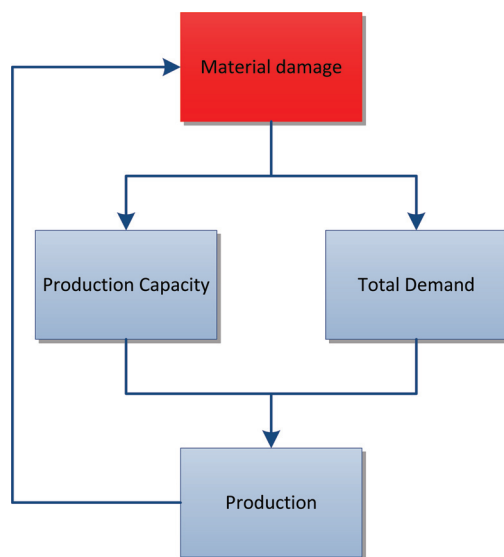 Material damage
Production Capacity
Total Demand
Production